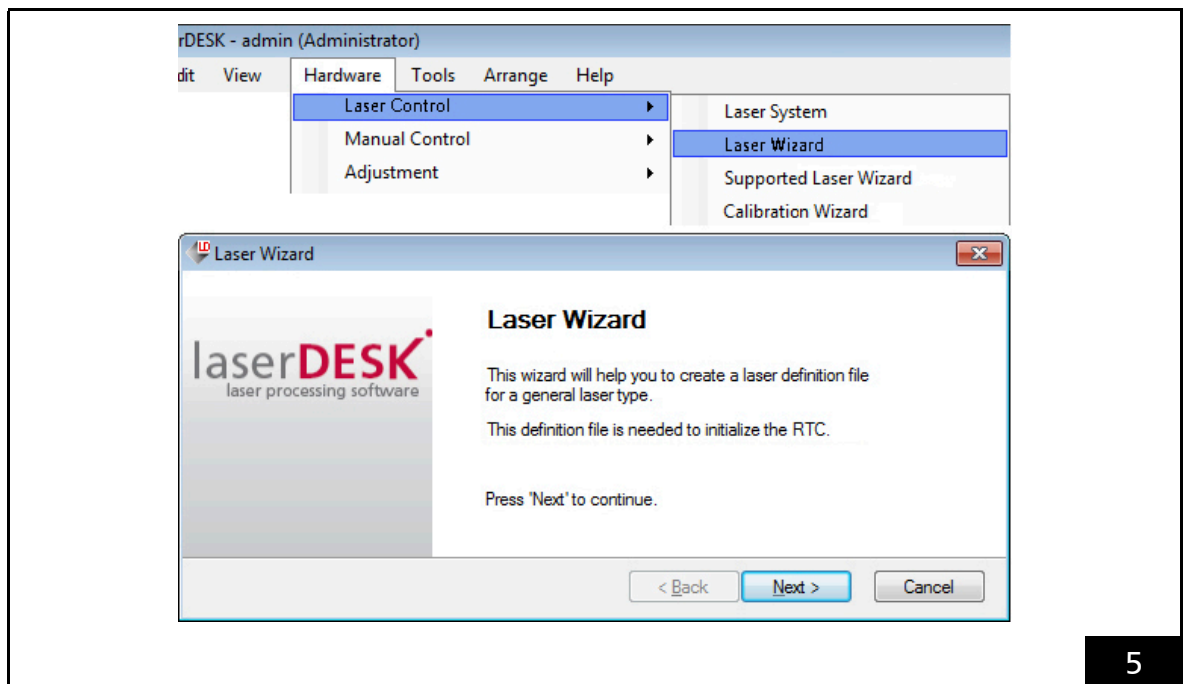 rDESK - admin (Administrator)
dit View Hardware Tools Arrange Help
Laser Control
Laser System
Manual Control
Laser Wizard
Adjustment
Supported Laser Wizard
Calibration Wizard
LD Laser Wizard
laserDESK
laser processing software
Laser Wizard
This wizard will help you to create a laser definition file
for a general laser type.
This definition file is needed to initialize the RTC.
Press 'Next' to continue.
< Back Next > Cancel
5